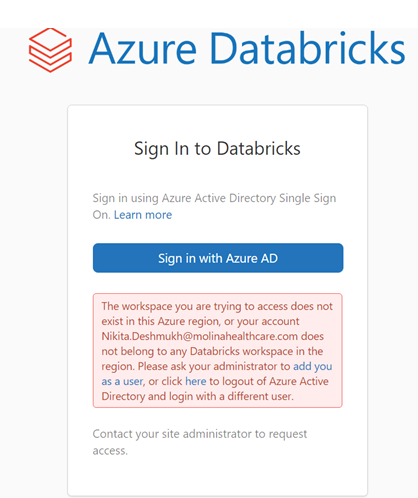 Azure Databricks
Sign In to Databricks
Sign in using Azure Active Directory Single Sign
On. Learn more
Sign in with Azure AD
The workspace you are trying to access does not
exist in this Azure region, or your account
Nikita.Deshmukh@molinahealthcare.com does
not belong to any Databricks workspace in the
region. Please ask your administrator to add you
as a user, or click here to logout of Azure Active
Directory and login with a different user.
Contact your site administrator to request
access.